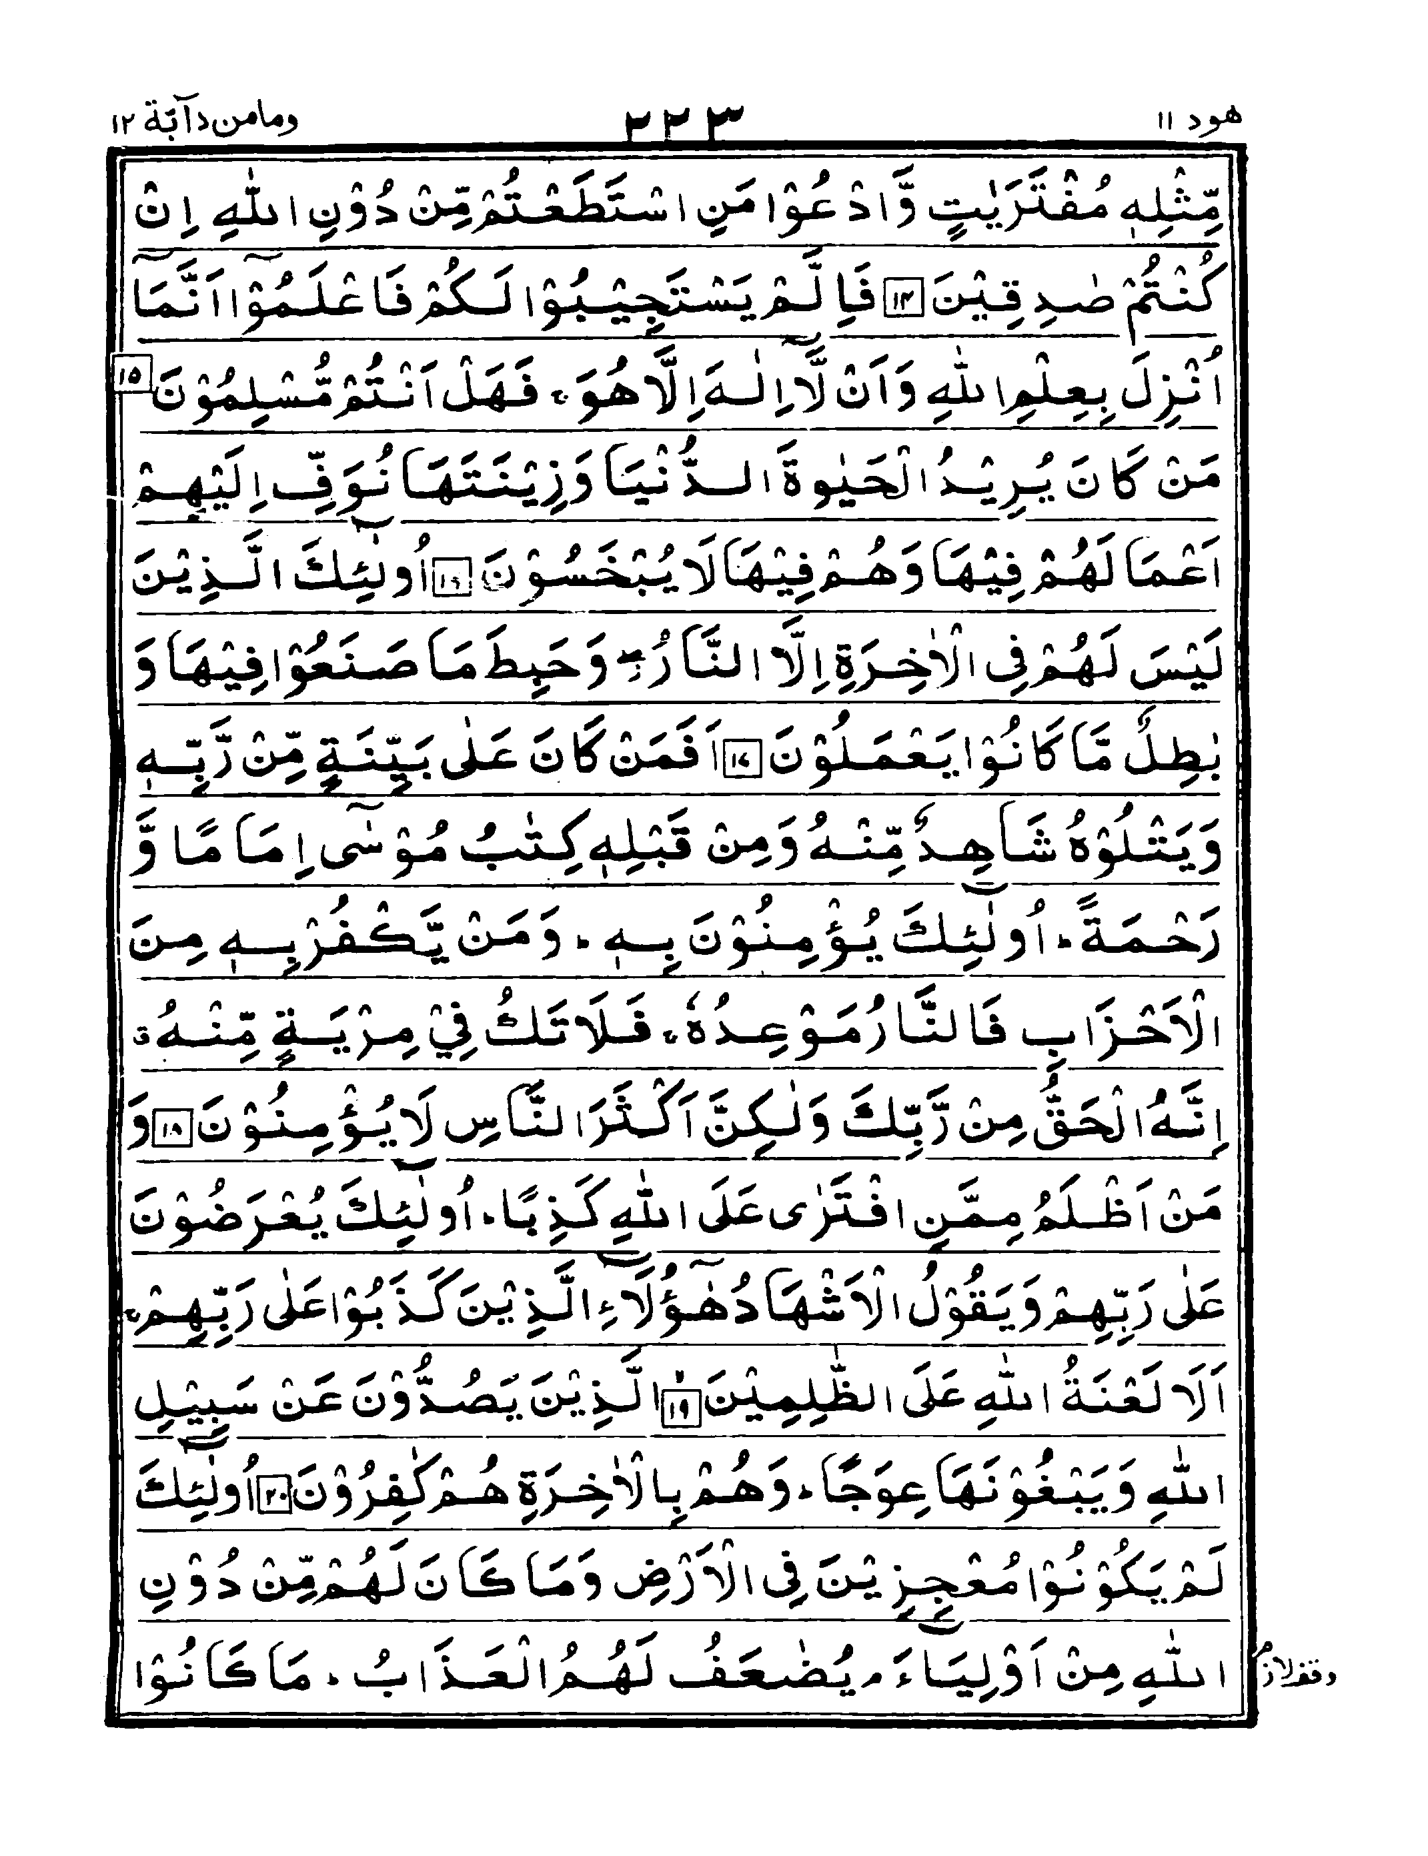 هود ١١
٢٢٣
ومامن دآبّة ١٢
مِّثْلِهٖ مُفْتَرَيٰتٍ وَّادْعُوْا مَنِ اسْتَطَعْتُمْ مِّنْ دُوْنِ اللّٰهِ اِنْ
كُنْتُمْ صٰدِقِيْنَ ١٤ فَاِلَّمْ يَسْتَجِيْبُوْا لَكُمْ فَاعْلَمُوْٓا اَنَّمَآ
اُنْزِلَ بِعِلْمِ اللّٰهِ وَاَنْ لَّآ اِلٰهَ اِلَّا هُوَ ۚ فَهَلْ اَنْتُمْ مُّسْلِمُوْنَ ١٥
مَنْ كَانَ يُرِيْدُ الْحَيٰوةَ الدُّنْيَا وَزِيْنَتَهَا نُوَفِّ اِلَيْهِمْ
اَعْمَالَهُمْ فِيْهَا وَهُمْ فِيْهَا لَا يُبْخَسُوْنَ ١٦ اُولٰٓئِكَ الَّذِيْنَ
لَيْسَ لَهُمْ فِى الْاٰخِرَةِ اِلَّا النَّارُ ۖ وَحَبِطَ مَا صَنَعُوْا فِيْهَا وَ
بٰطِلٌ مَّا كَانُوْا يَعْمَلُوْنَ ١٧ اَفَمَنْ كَانَ عَلٰى بَيِّنَةٍ مِّنْ رَّبِّهٖ
وَيَتْلُوْهُ شَاهِدٌ مِّنْهُ وَمِنْ قَبْلِهٖ كِتٰبُ مُوْسٰٓى اِمَامًا وَّ
رَحْمَةً ؕ اُولٰٓئِكَ يُؤْمِنُوْنَ بِهٖ ؕ وَمَنْ يَّكْفُرْ بِهٖ مِنَ
الْاَحْزَابِ فَالنَّارُ مَوْعِدُهٗ ۚ فَلَا تَكُ فِيْ مِرْيَةٍ مِّنْهُ ق
اِنَّهُ الْحَقُّ مِنْ رَّبِّكَ وَلٰكِنَّ اَكْثَرَ النَّاسِ لَا يُؤْمِنُوْنَ ١٨ وَ
مَنْ اَظْلَمُ مِمَّنِ افْتَرٰى عَلَى اللّٰهِ كَذِبًا ؕ اُولٰٓئِكَ يُعْرَضُوْنَ
عَلٰى رَبِّهِمْ وَيَقُوْلُ الْاَشْهَادُ هٰٓؤُلَآءِ الَّذِيْنَ كَذَبُوْا عَلٰى رَبِّهِمْ ۚ
اَلَا لَعْنَةُ اللّٰهِ عَلَى الظّٰلِمِيْنَ ١٩ الَّذِيْنَ يَصُدُّوْنَ عَنْ سَبِيْلِ
اللّٰهِ وَيَبْغُوْنَهَا عِوَجًا ؕ وَهُمْ بِالْاٰخِرَةِ هُمْ كٰفِرُوْنَ ٢٠ اُولٰٓئِكَ
لَمْ يَكُوْنُوْا مُعْجِزِيْنَ فِى الْاَرْضِ وَمَا كَانَ لَهُمْ مِّنْ دُوْنِ
اللّٰهِ مِنْ اَوْلِيَآءَ ۘ يُضٰعَفُ لَهُمُ الْعَذَابُ ؕ مَا كَانُوْا
وقف لازم